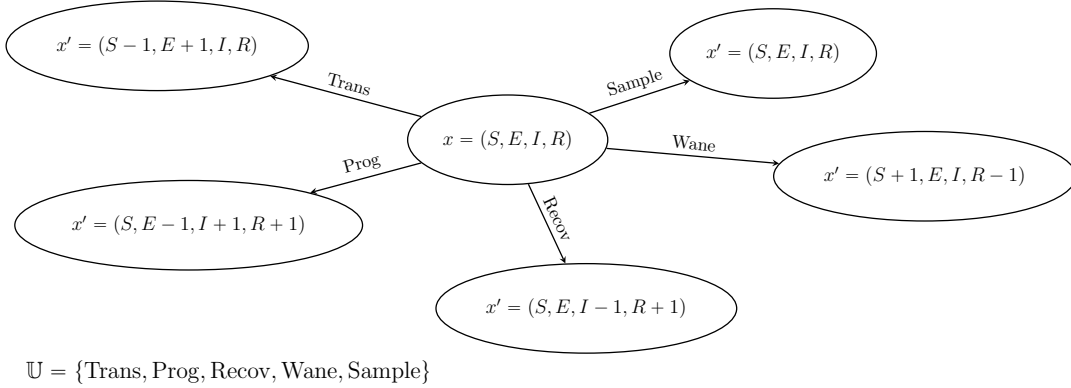 x′ = (S − 1, E + 1, I, R)
x′ = (S, E, I, R)
Trans
Sample
x = (S, E, I, R)
Wane
Prog
x′ = (S + 1, E, I, R − 1)
x′ = (S, E − 1, I + 1, R + 1)
Recov
x′ = (S, E, I − 1, R + 1)
𝕌 = {Trans, Prog, Recov, Wane, Sample}